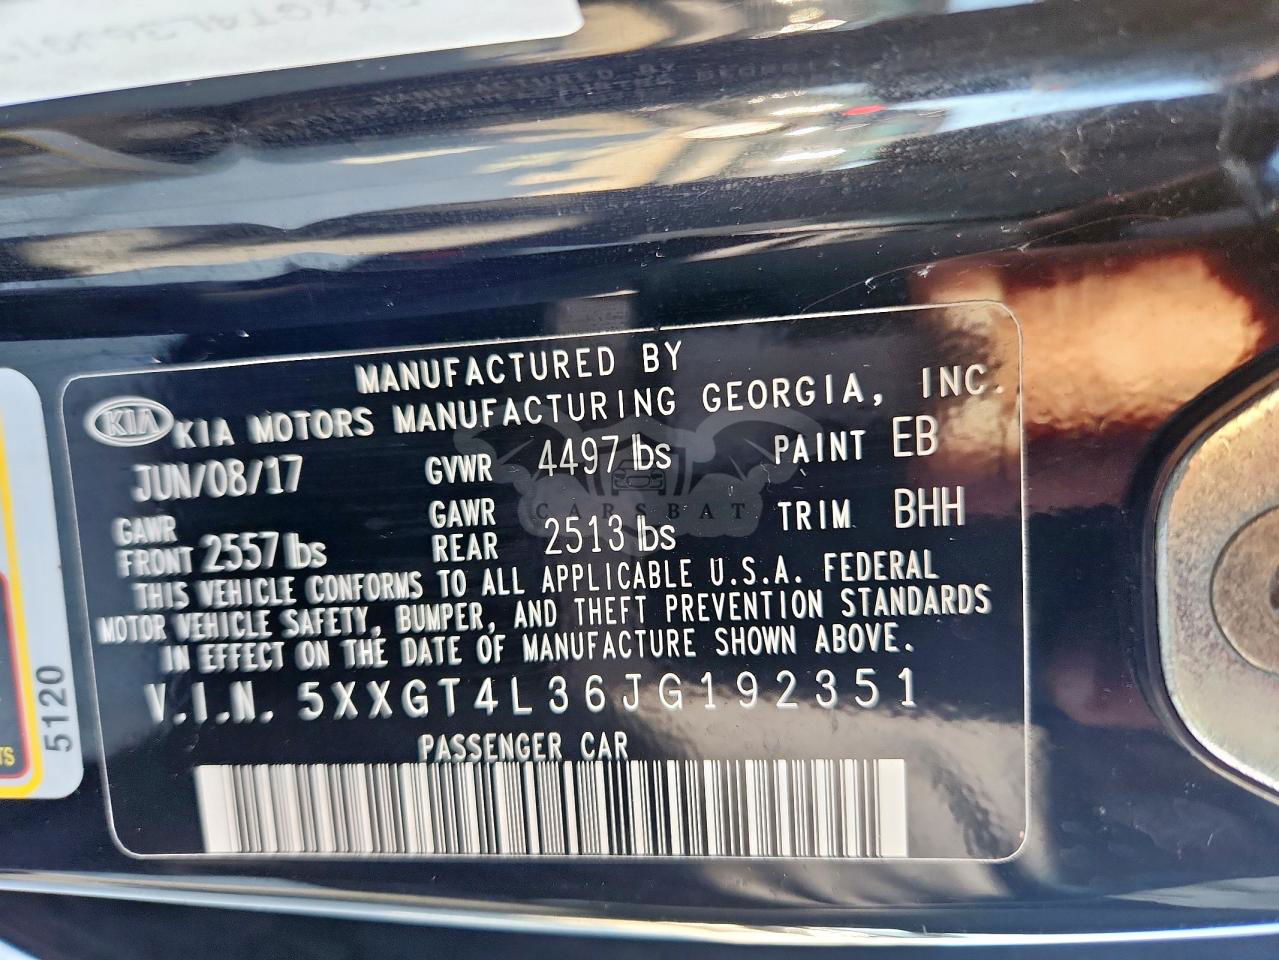 MANUFACTURED BY
KIA KIA MOTORS MANUFACTURING GEORGIA, INC.
JUN/08/17 GVWR 4497 lbs PAINT EB
GAWR FRONT 2557 lbs GAWR REAR 2513 lbs TRIM BHH
CARSBAT
THIS VEHICLE CONFORMS TO ALL APPLICABLE U.S.A. FEDERAL
MOTOR VEHICLE SAFETY, BUMPER, AND THEFT PREVENTION STANDARDS
IN EFFECT ON THE DATE OF MANUFACTURE SHOWN ABOVE.
V.I.N. 5XXGT4L36JG192351
PASSENGER CAR
5120